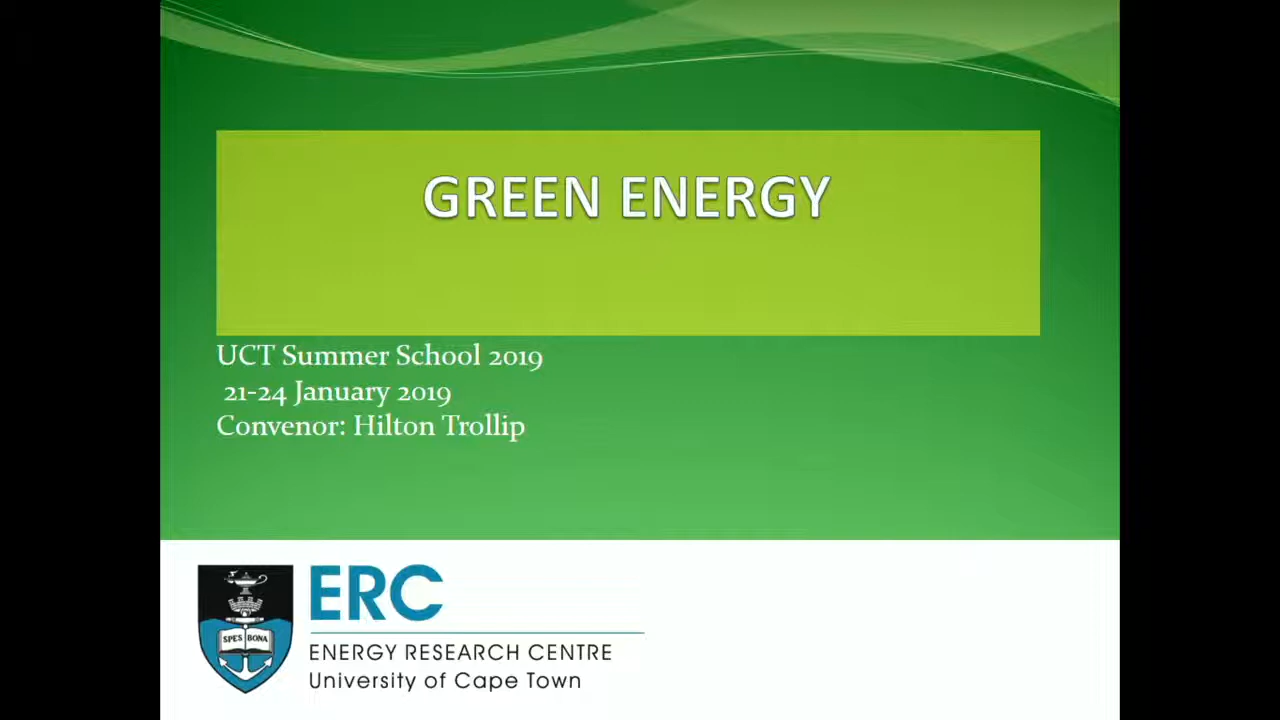 GREEN ENERGY
UCT Summer School 2019
21-24 January 2019
Convenor: Hilton Trollip
ERC
SPES BONA
ENERGY RESEARCH CENTRE
University of Cape Town